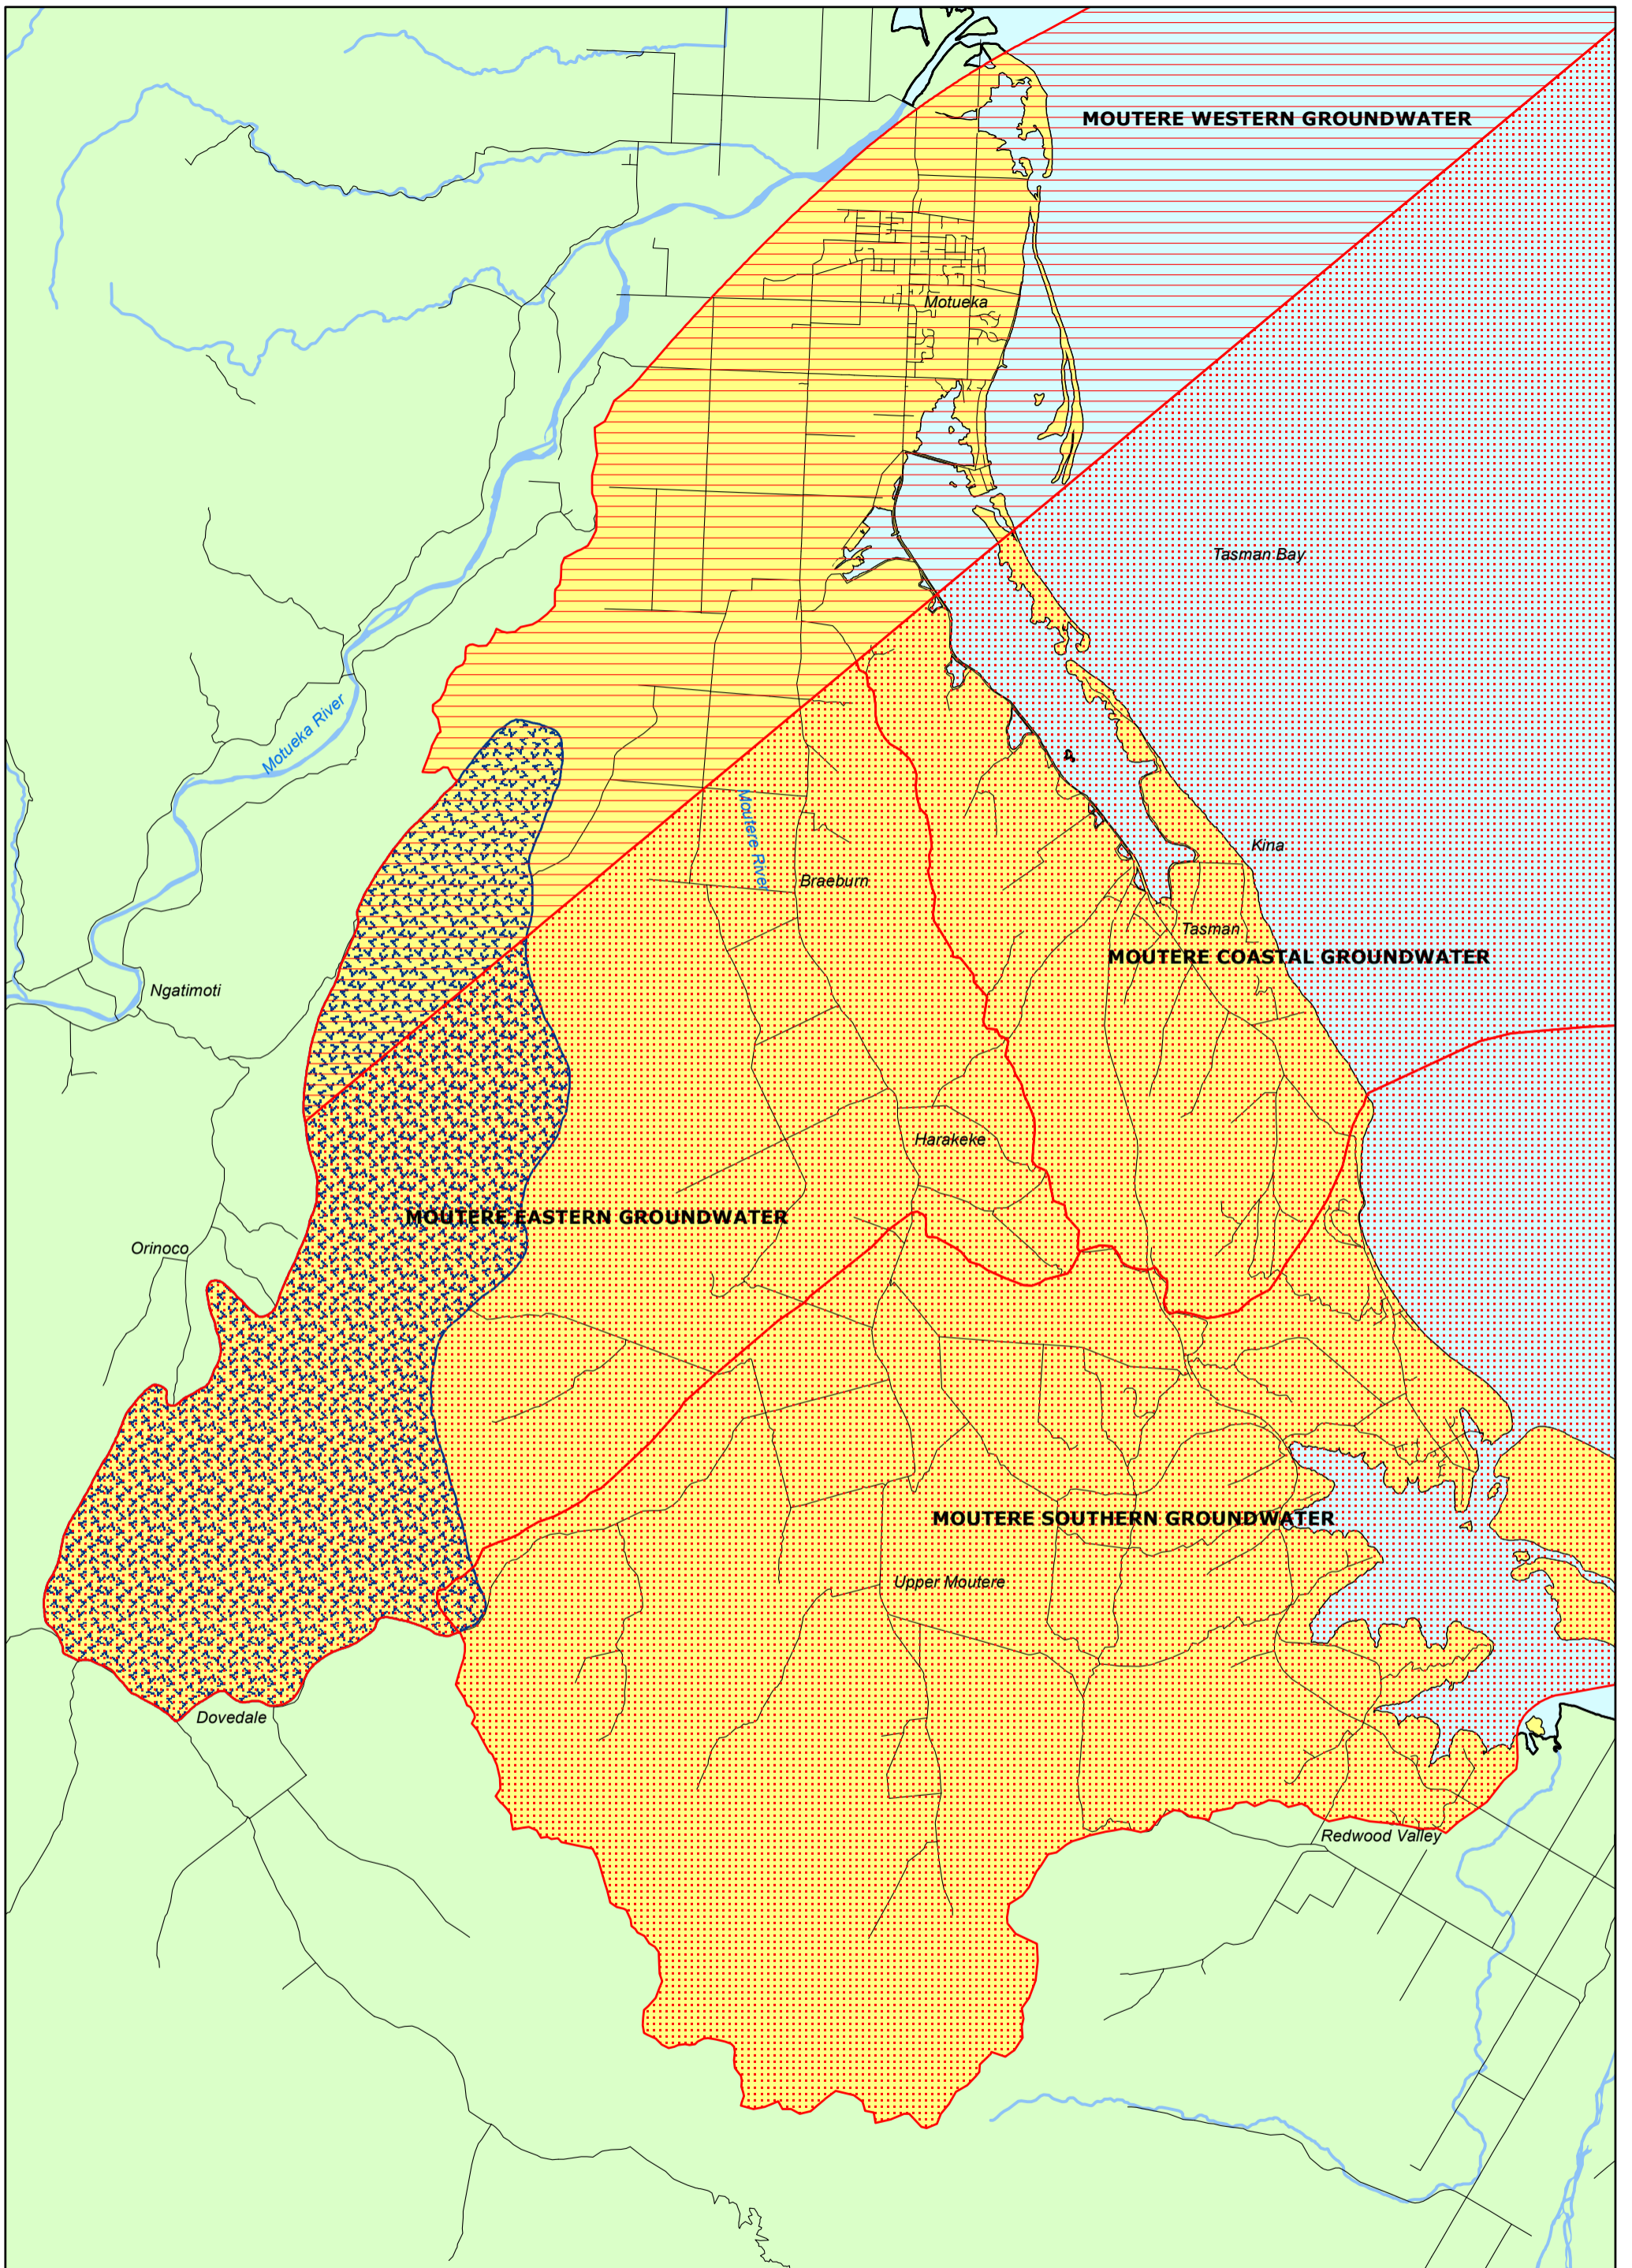 MOUTERE WESTERN GROUNDWATER
Motueka
Tasman Bay
Motueka River
Moutere River
Kina
Braeburn
Tasman
MOUTERE COASTAL GROUNDWATER
Ngatimoti
Harakeke
MOUTERE EASTERN GROUNDWATER
Orinoco
MOUTERE SOUTHERN GROUNDWATER
Upper Moutere
Dovedale
Redwood Valley